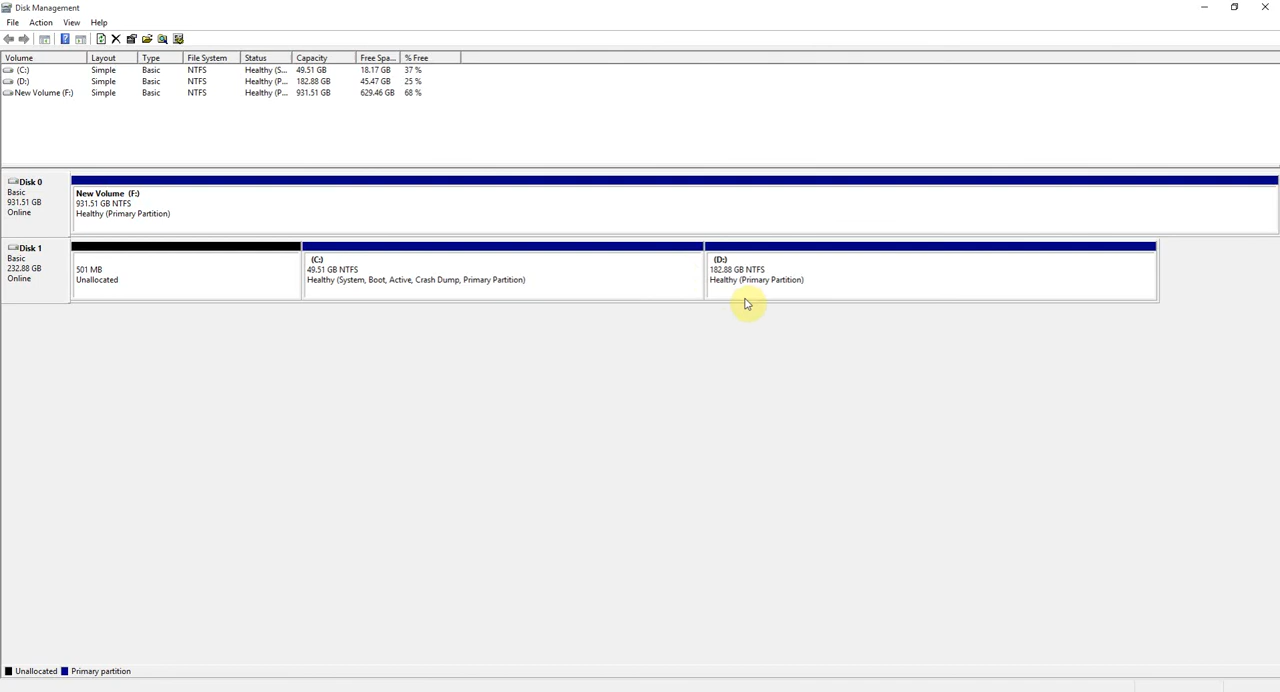 Disk Management
File Action View Help
Volume Layout Type File System Status Capacity Free Spa... % Free
(C:) Simple Basic NTFS Healthy (S... 49.51 GB 18.17 GB 37 %
(D:) Simple Basic NTFS Healthy (P... 182.88 GB 45.47 GB 25 %
New Volume (F:) Simple Basic NTFS Healthy (P... 931.51 GB 629.46 GB 68 %
Disk 0
Basic
931.51 GB
Online
New Volume (F:)
931.51 GB NTFS
Healthy (Primary Partition)
Disk 1
Basic
232.88 GB
Online
501 MB
Unallocated
(C:)
49.51 GB NTFS
Healthy (System, Boot, Active, Crash Dump, Primary Partition)
(D:)
182.88 GB NTFS
Healthy (Primary Partition)
Unallocated Primary partition